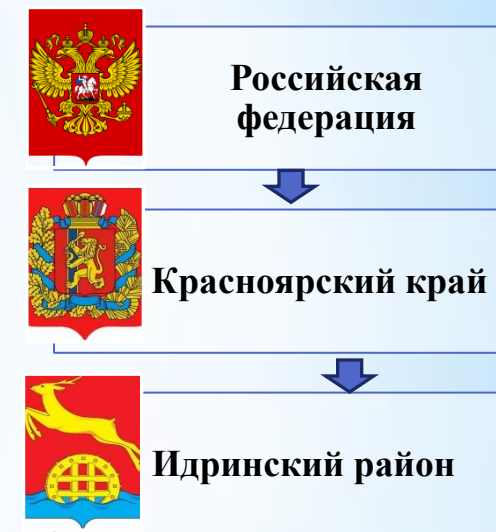 Российская
федерация
Красноярский край
Идринский район